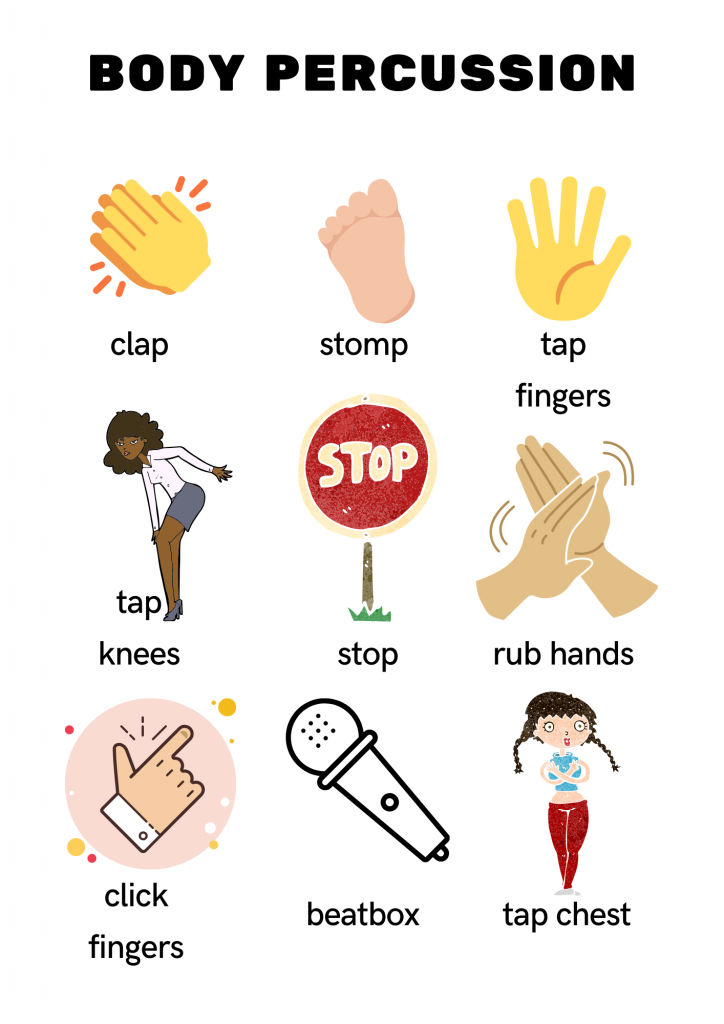 BODY PERCUSSION
clap
stomp
tap
fingers
tap
knees
STOP
stop
rub hands
click
fingers
beatbox
tap chest